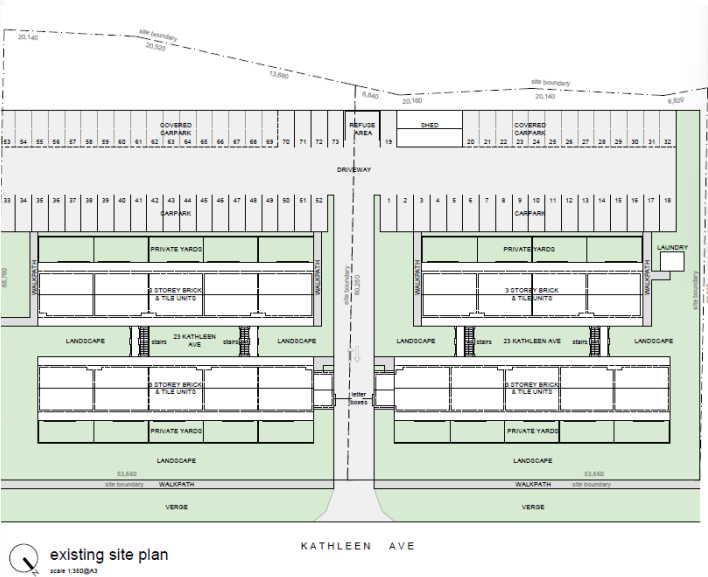 site boundary
20,140
20,520
13,680
6,840
20,160
site boundary
20,140
6,820
COVERED
CARPARK
REFUSE
AREA
SHED
COVERED
CARPARK
53 54 55 56 57 58 59 60 61 62 63 64 65 66 67 68 69 70 71 72 73 19 20 21 22 23 24 25 26 27 28 29 30 31 32
DRIVEWAY
33 34 35 36 37 38 39 40 41 42 43 44 45 46 47 48 49 50 51 52 1 2 3 4 5 6 7 8 9 10 11 12 13 14 15 16 17 18
CARPARK
CARPARK
PRIVATE YARDS
PRIVATE YARDS
LAUNDRY
WALKPATH
WALKPATH
WALKPATH
WALKPATH
site boundary
60,250
site boundary
3 STOREY BRICK
& TILE UNITS
3 STOREY BRICK
& TILE UNITS
LANDSCAPE
stairs
23 KATHLEEN
AVE
stairs
LANDSCAPE
LANDSCAPE
stairs
23 KATHLEEN AVE
stairs
LANDSCAPE
3 STOREY BRICK
& TILE UNITS
letter
boxes
3 STOREY BRICK
& TILE UNITS
PRIVATE YARDS
PRIVATE YARDS
LANDSCAPE
LANDSCAPE
53,660
53,660
site boundary
WALKPATH
WALKPATH
site boundary
VERGE
VERGE
KATHLEEN AVE
existing site plan
scale 1:350@A3
N